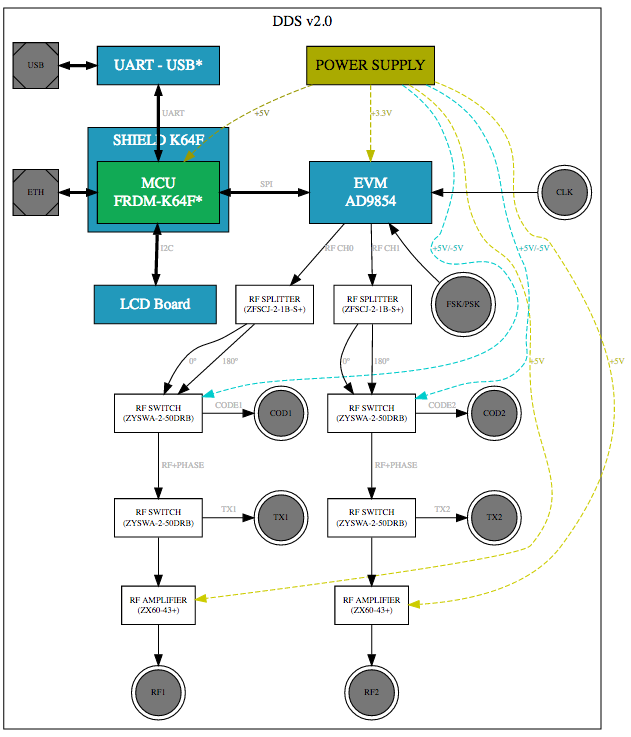 DDS v2.0
USB
UART - USB*
POWER SUPPLY
UART
+5V
+3.3V
SHIELD K64F
ETH
MCU
FRDM-K64F*
SPI
EVM
AD9854
CLK
I2C
RF CH0
RF CH1
+5V/-5V
+5V/-5V
LCD Board
RF SPLITTER
(ZFSCJ-2-1B-S+)
RF SPLITTER
(ZFSCJ-2-1B-S+)
FSK/PSK
0º
180º
0º
180º
+5V
+5V
RF SWITCH
(ZYSWA-2-50DRB)
CODE1
COD1
RF SWITCH
(ZYSWA-2-50DRB)
CODE2
COD2
RF+PHASE
RF+PHASE
RF SWITCH
(ZYSWA-2-50DRB)
TX1
TX1
RF SWITCH
(ZYSWA-2-50DRB)
TX2
TX2
RF AMPLIFIER
(ZX60-43+)
RF AMPLIFIER
(ZX60-43+)
RF1
RF2